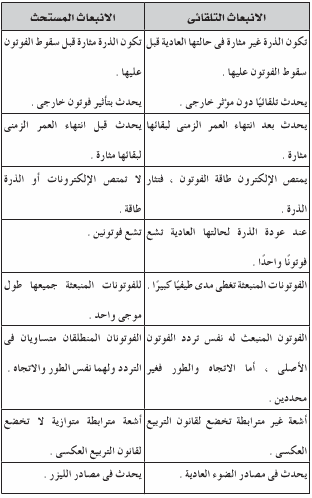 الانبعاث التلقائى
الانبعاث المستحث
تكون الذرة غير مثارة فى حالتها العادية قبل
سقوط الفوتون عليها .
تكون الذرة مثارة قبل سقوط الفوتون
عليها .
يحدث تلقائيًا دون مؤثر خارجى .
يحدث بتأثير فوتون خارجى .
يحدث بعد انتهاء العمر الزمنى لبقائها
مثارة .
يحدث قبل انتهاء العمر الزمنى
لبقائها مثارة .
يمتص الإلكترون طاقة الفوتون ، فتثار
الذرة .
لا تمتص الإلكترونات أو الذرة
طاقة .
عند عودة الذرة لحالتها العادية تشع
فوتونًا واحدًا .
تشع فوتونين .
الفوتونات المنبعثة تغطى مدى طيفيًا كبيرًا .
للفوتونات المنبعثة جميعها طول
موجى واحد .
الفوتون المنبعث له نفس تردد الفوتون
الأصلى ، أما الاتجاه والطور فغير
محددين .
الفوتونان المنطلقان متساويان فى
التردد ولهما نفس الطور والاتجاه .
أشعة غير مترابطة تخضع لقانون التربيع
العكسى .
أشعة مترابطة متوازية لا تخضع
لقانون التربيع العكسى .
يحدث فى مصادر الضوء العادية .
يحدث فى مصادر الليزر .